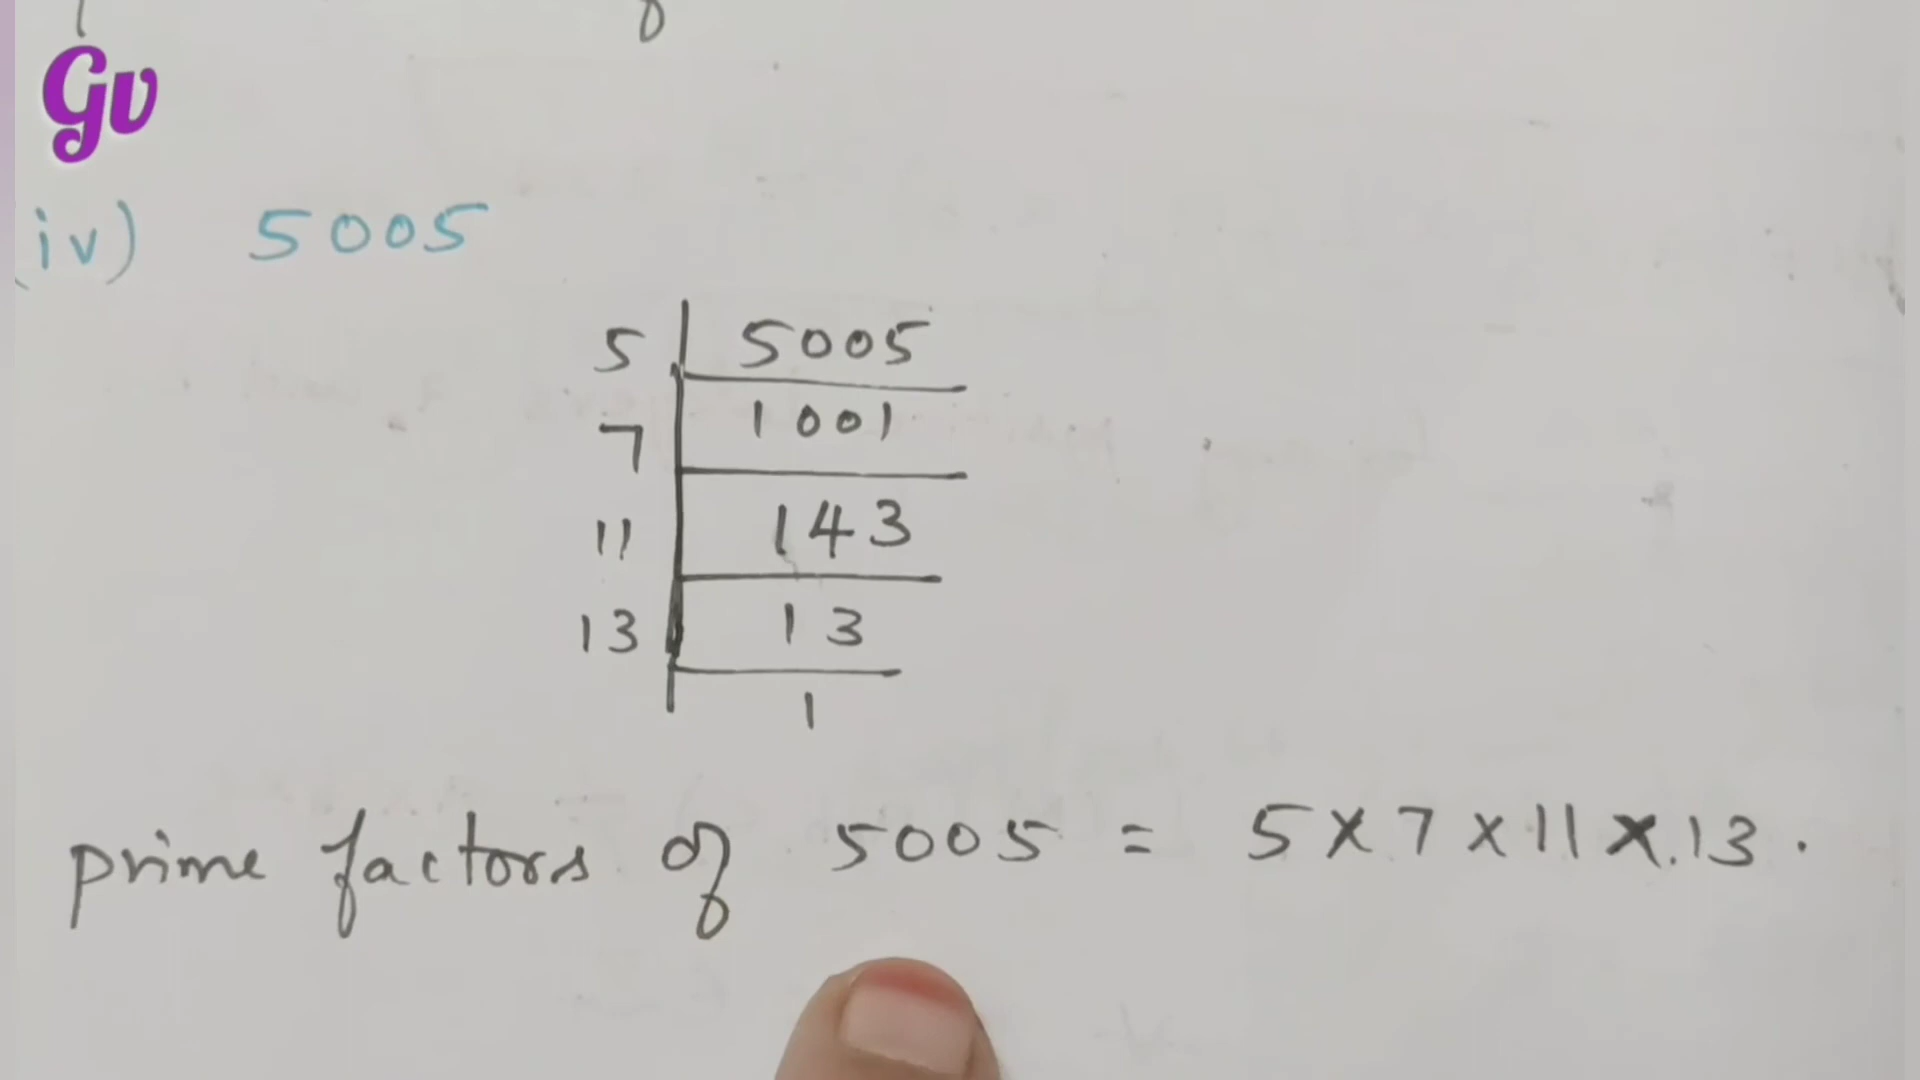 Gv
iv) 5005
5 | 5005
7 | 1001
11 | 143
13 | 13
1
prime factors of 5005 = 5 × 7 × 11 × 13.